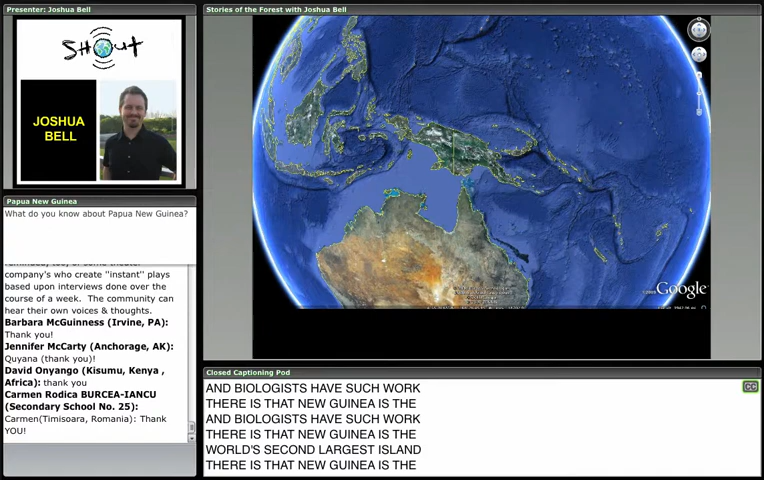 Presenter: Joshua Bell
SHOUT
JOSHUA
BELL
Papua New Guinea
What do you know about Papua New Guinea?
company's who create "instant" plays
based upon interviews done over the
course of a week. The community can
hear their own voices & thoughts.
Barbara McGuinness (Irvine, PA):
Thank you!
Jennifer McCarty (Anchorage, AK):
Quyana (thank you)!
David Onyango (Kisumu, Kenya ,
Africa): thank you
Carmen Rodica BURCEA-IANCU
(Secondary School No. 25):
Carmen(Timisoara, Romania): Thank
YOU!
Stories of the Forest with Joshua Bell
Google
Closed Captioning Pod
CC
AND BIOLOGISTS HAVE SUCH WORK
THERE IS THAT NEW GUINEA IS THE
AND BIOLOGISTS HAVE SUCH WORK
THERE IS THAT NEW GUINEA IS THE
WORLD'S SECOND LARGEST ISLAND
THERE IS THAT NEW GUINEA IS THE